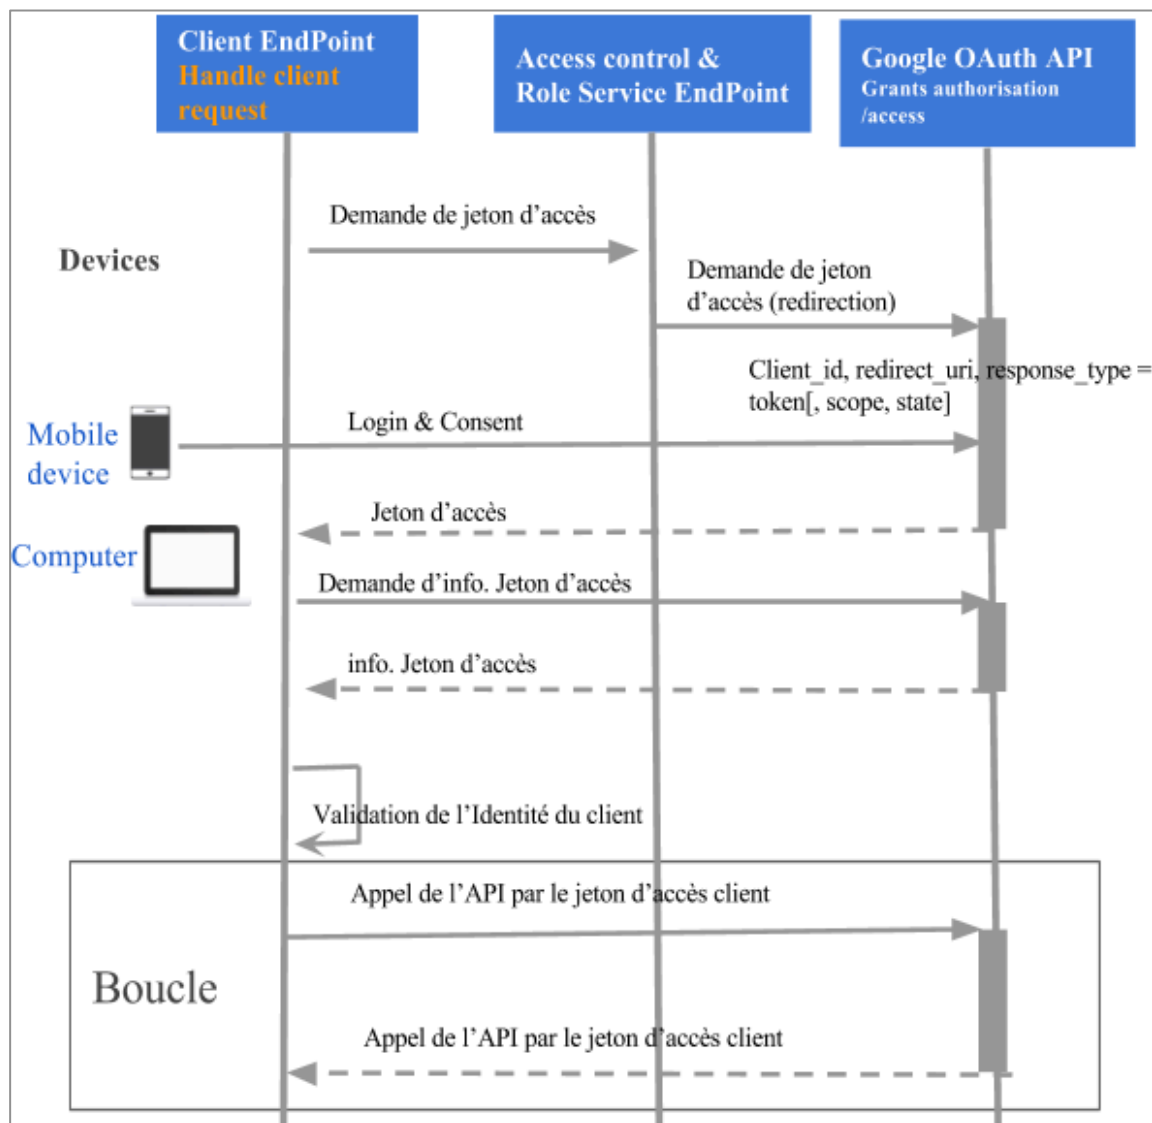 Client EndPoint
Handle client
request
Access control &
Role Service EndPoint
Google OAuth API
Grants authorisation
/access
Demande de jeton d’accès
Devices
Demande de jeton
d’accès (redirection)
Client_id, redirect_uri, response_type =
token[, scope, state]
Login & Consent
Mobile
device
Jeton d’accès
Computer
Demande d’info. Jeton d’accès
info. Jeton d’accès
Validation de l’Identité du client
Appel de l’API par le jeton d’accès client
Boucle
Appel de l’API par le jeton d’accès client